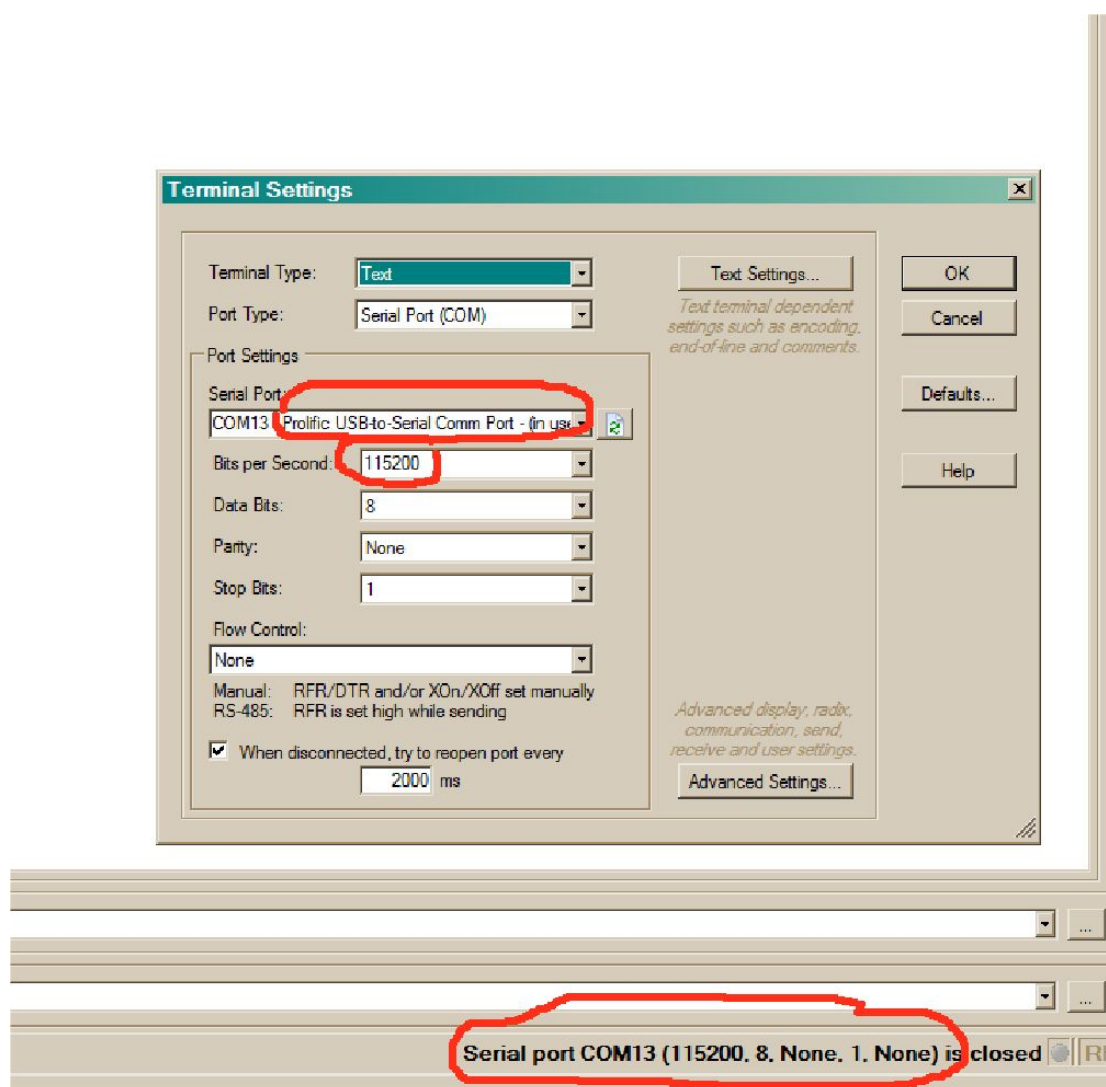 Terminal Settings
Terminal Type: Text Text Settings... OK
Port Type: Serial Port (COM) Text terminal dependent settings such as encoding, end-of-line and comments. Cancel
Port Settings
Serial Port: Defaults...
COM13 Prolific USB-to-Serial Comm Port - (in use
Bits per Second: 115200 Help
Data Bits: 8
Parity: None
Stop Bits: 1
Flow Control:
None
Manual: RFR/DTR and/or XOn/XOff set manually
RS-485: RFR is set high while sending
Advanced display, radix,
communication, send,
receive and user settings.
When disconnected, try to reopen port every
2000 ms Advanced Settings...
...
...
Serial port COM13 (115200, 8, None, 1, None) is closed